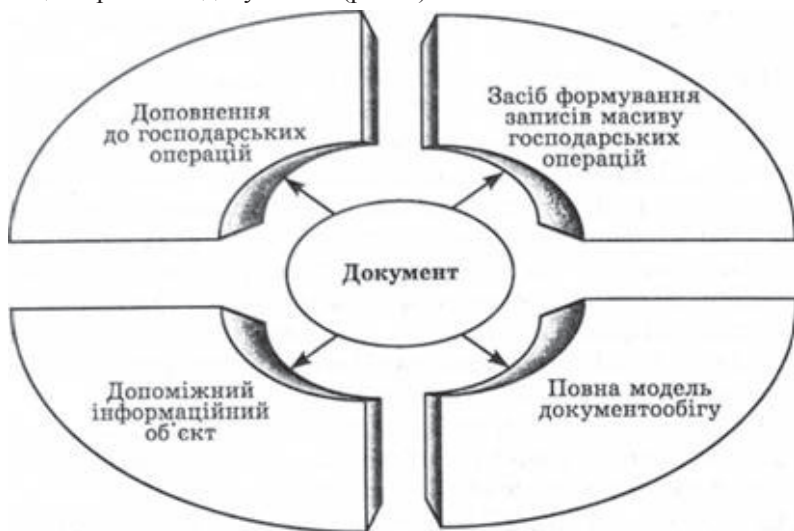 Доповнення
до господарських
операцій
Засіб формування
записів масиву
господарських
операцій
Документ
Допоміжний
інформаційний
об'єкт
Повна модель
документообігу